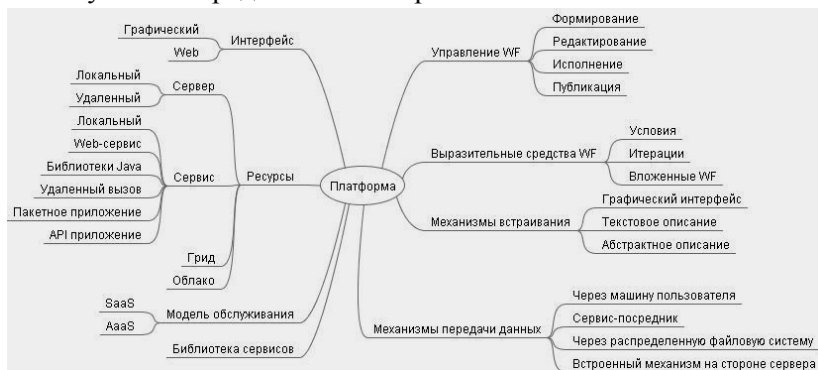 Графический
Web
Интерфейс
Локальный
Удаленный
Сервер
Локальный
Web-сервис
Библиотеки Java
Удаленный вызов
Пакетное приложение
API приложение
Сервис
Ресурсы
Грид
Облако
SaaS
AaaS
Модель обслуживания
Библиотека сервисов
Платформа
Управление WF
Формирование
Редактирование
Исполнение
Публикация
Выразительные средства WF
Условия
Итерации
Вложенные WF
Механизмы встраивания
Графический интерфейс
Текстовое описание
Абстрактное описание
Механизмы передачи данных
Через машину пользователя
Сервис-посредник
Через распределенную файловую систему
Встроенный механизм на стороне сервера